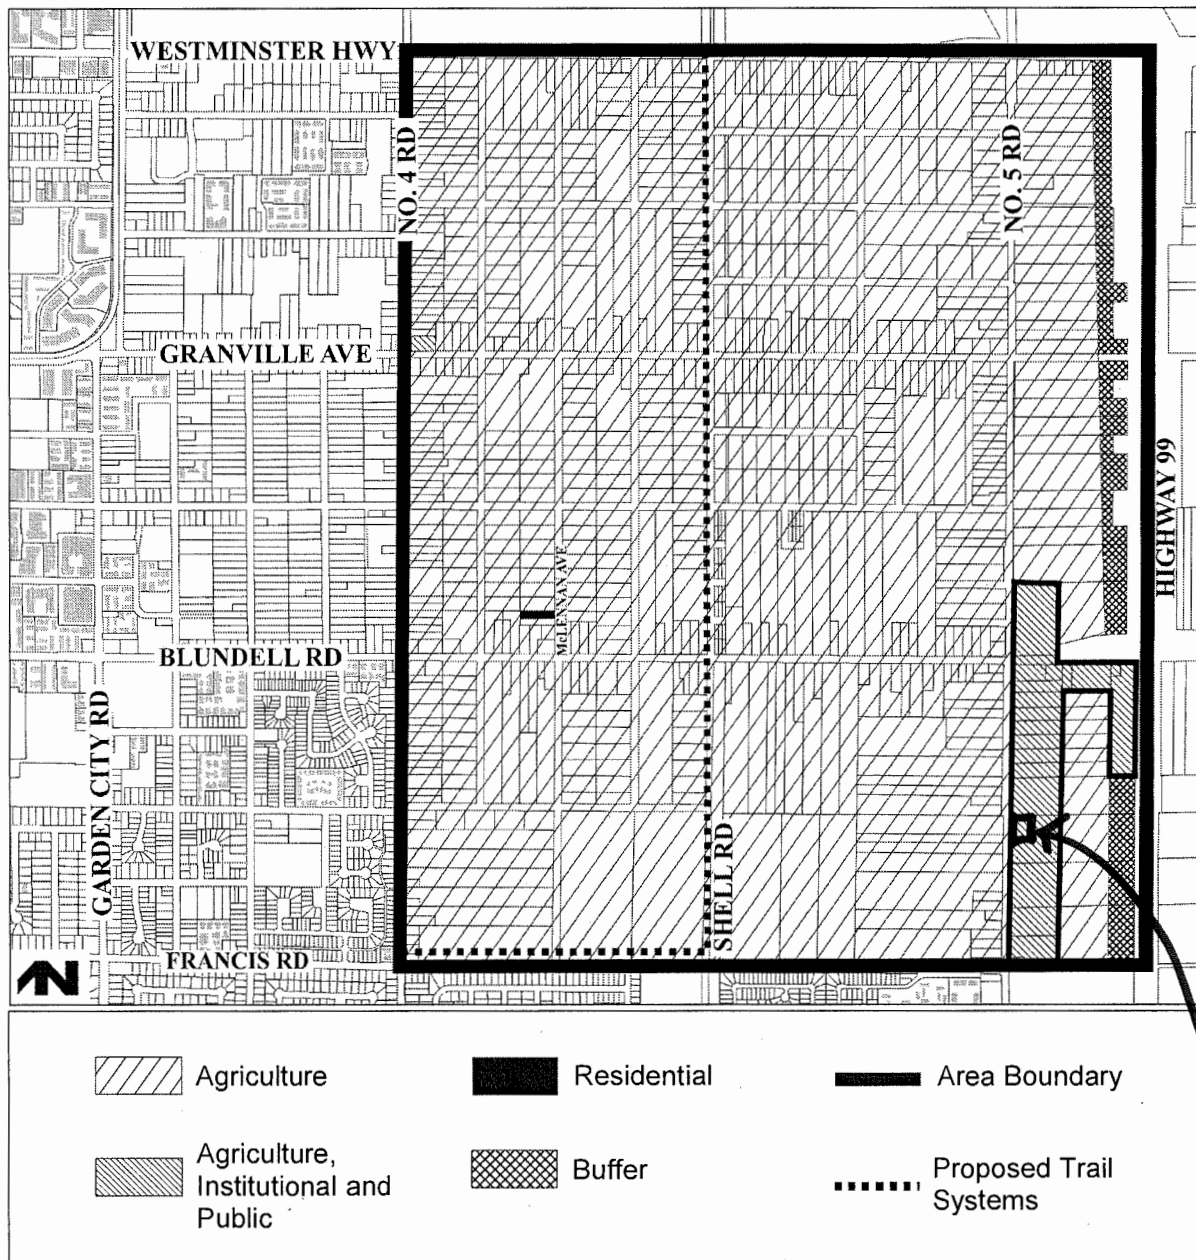 WESTMINSTER HWY
NO. 4 RD
NO. 5 RD
GRANVILLE AVE
HIGHWAY 99
McLENNAN AVE
BLUNDELL RD
GARDEN CITY RD
SHELL RD
FRANCIS RD
N
Agriculture
Residential
Area Boundary
Agriculture,
Institutional and
Public
Buffer
Proposed Trail
Systems